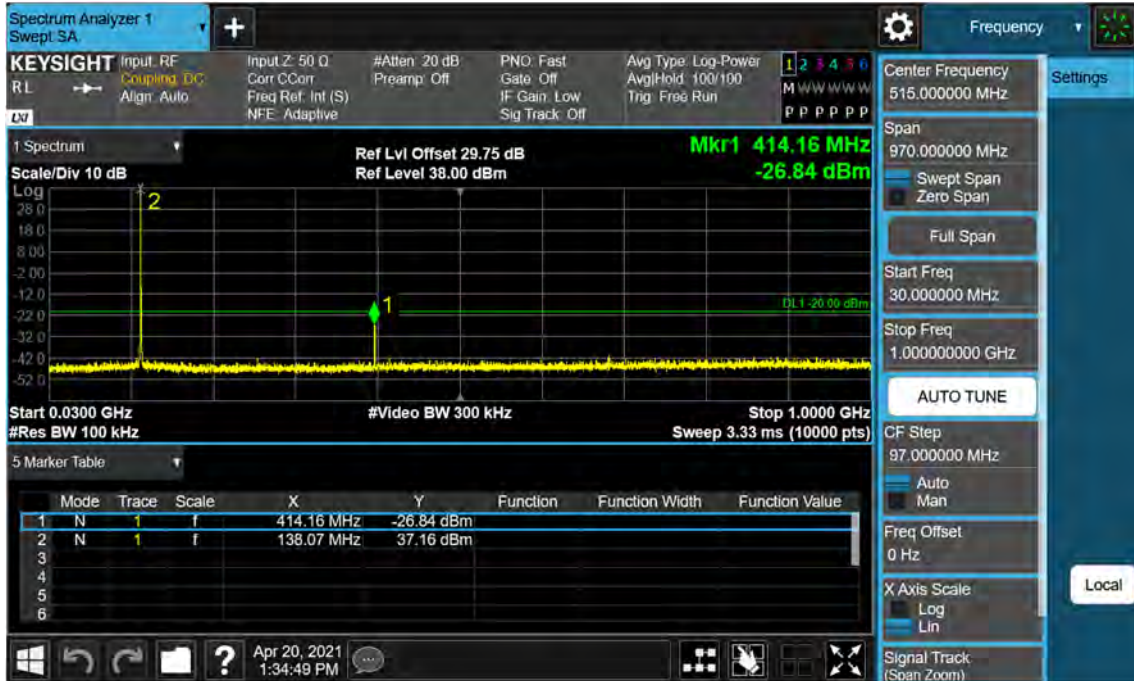 Spectrum Analyzer 1
Swept SA
+
Frequency
KEYSIGHT
RL
LXI
Input: RF
Coupling: DC
Align: Auto
Input Z: 50 Ω
Corr CCorr
Freq Ref: Int (S)
NFE: Adaptive
#Atten: 20 dB
Preamp: Off
PNO: Fast
Gate: Off
IF Gain: Low
Sig Track: Off
Avg Type: Log-Power
Avg|Hold: 100/100
Trig: Free Run
1 2 3 4 5 6
M W W W W W
P P P P P P
1 Spectrum
Scale/Div 10 dB
Ref Lvl Offset 29.75 dB
Ref Level 38.00 dBm
Mkr1 414.16 MHz
-26.84 dBm
Log
28.0
18.0
8.00
-2.00
-12.0
-22.0
-32.0
-42.0
-52.0
2
1
DL1 -20.00 dBm
Start 0.0300 GHz
#Res BW 100 kHz
#Video BW 300 kHz
Stop 1.0000 GHz
Sweep 3.33 ms (10000 pts)
5 Marker Table
Mode Trace Scale X Y Function Function Width Function Value
1 N 1 f 414.16 MHz -26.84 dBm
2 N 1 f 138.07 MHz 37.16 dBm
3
4
5
6
?
Apr 20, 2021
1:34:49 PM
Center Frequency
515.000000 MHz
Span
970.000000 MHz
Swept Span
Zero Span
Full Span
Start Freq
30.000000 MHz
Stop Freq
1.000000000 GHz
AUTO TUNE
CF Step
97.000000 MHz
Auto
Man
Freq Offset
0 Hz
X Axis Scale
Log
Lin
Signal Track
(Span Zoom)
Settings
Local